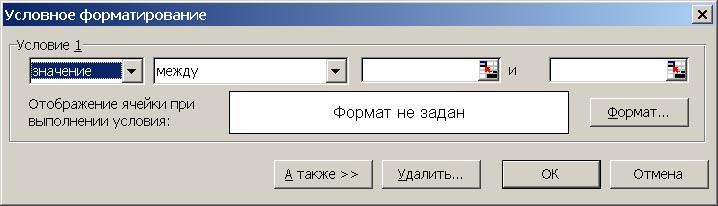 Условное форматирование
Условие 1
значение между и
Отображение ячейки при
выполнении условия:
Формат не задан
Формат...
А также >> Удалить... ОК Отмена